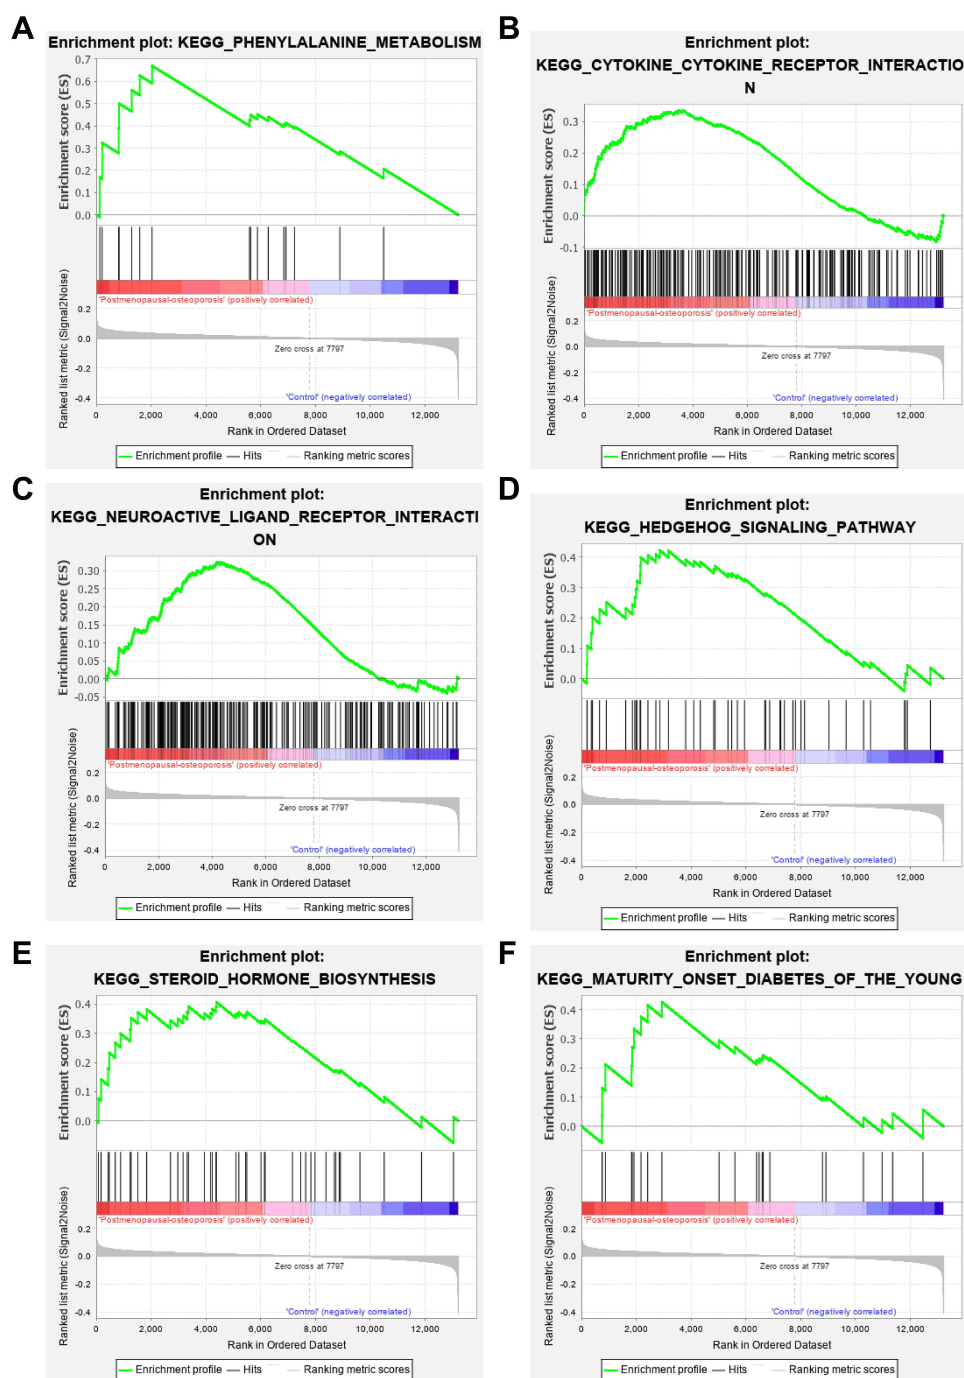 A
Enrichment plot: KEGG_PHENYLALANINE_METABOLISM
Enrichment score (ES)
0.7
0.6
0.5
0.4
0.3
0.2
0.1
0.0
'Postmenopausal-osteoporosis' (positively correlated)
Ranked list metric (Signal2Noise)
0.2
0.0
-0.2
-0.4
Zero cross at 7797
'Control' (negatively correlated)
0 2,000 4,000 6,000 8,000 10,000 12,000
Rank in Ordered Dataset
Enrichment profile Hits Ranking metric scores
B
Enrichment plot:
KEGG_CYTOKINE_CYTOKINE_RECEPTOR_INTERACTIO
N
Enrichment score (ES)
0.3
0.2
0.1
0.0
-0.1
'Postmenopausal-osteoporosis' (positively correlated)
Ranked list metric (Signal2Noise)
0.2
0.0
-0.2
-0.4
Zero cross at 7797
'Control' (negatively correlated)
0 2,000 4,000 6,000 8,000 10,000 12,000
Rank in Ordered Dataset
Enrichment profile Hits Ranking metric scores
C
Enrichment plot:
KEGG_NEUROACTIVE_LIGAND_RECEPTOR_INTERACTI
ON
Enrichment score (ES)
0.30
0.25
0.20
0.15
0.10
0.05
0.00
-0.05
'Postmenopausal-osteoporosis' (positively correlated)
Ranked list metric (Signal2Noise)
0.2
0.0
-0.2
-0.4
Zero cross at 7797
'Control' (negatively correlated)
0 2,000 4,000 6,000 8,000 10,000 12,000
Rank in Ordered Dataset
Enrichment profile Hits Ranking metric scores
D
Enrichment plot:
KEGG_HEDGEHOG_SIGNALING_PATHWAY
Enrichment score (ES)
0.4
0.3
0.2
0.1
0.0
'Postmenopausal-osteoporosis' (positively correlated)
Ranked list metric (Signal2Noise)
0.2
0.0
-0.2
-0.4
Zero cross at 7797
'Control' (negatively correlated)
0 2,000 4,000 6,000 8,000 10,000 12,000
Rank in Ordered Dataset
Enrichment profile Hits Ranking metric scores
E
Enrichment plot:
KEGG_STEROID_HORMONE_BIOSYNTHESIS
Enrichment score (ES)
0.4
0.3
0.2
0.1
0.0
'Postmenopausal-osteoporosis' (positively correlated)
Ranked list metric (Signal2Noise)
0.2
0.0
-0.2
-0.4
Zero cross at 7797
'Control' (negatively correlated)
0 2,000 4,000 6,000 8,000 10,000 12,000
Rank in Ordered Dataset
Enrichment profile Hits Ranking metric scores
F
Enrichment plot:
KEGG_MATURITY_ONSET_DIABETES_OF_THE_YOUNG
Enrichment score (ES)
0.4
0.3
0.2
0.1
0.0
'Postmenopausal-osteoporosis' (positively correlated)
Ranked list metric (Signal2Noise)
0.2
0.0
-0.2
-0.4
Zero cross at 7797
'Control' (negatively correlated)
0 2,000 4,000 6,000 8,000 10,000 12,000
Rank in Ordered Dataset
Enrichment profile Hits Ranking metric scores